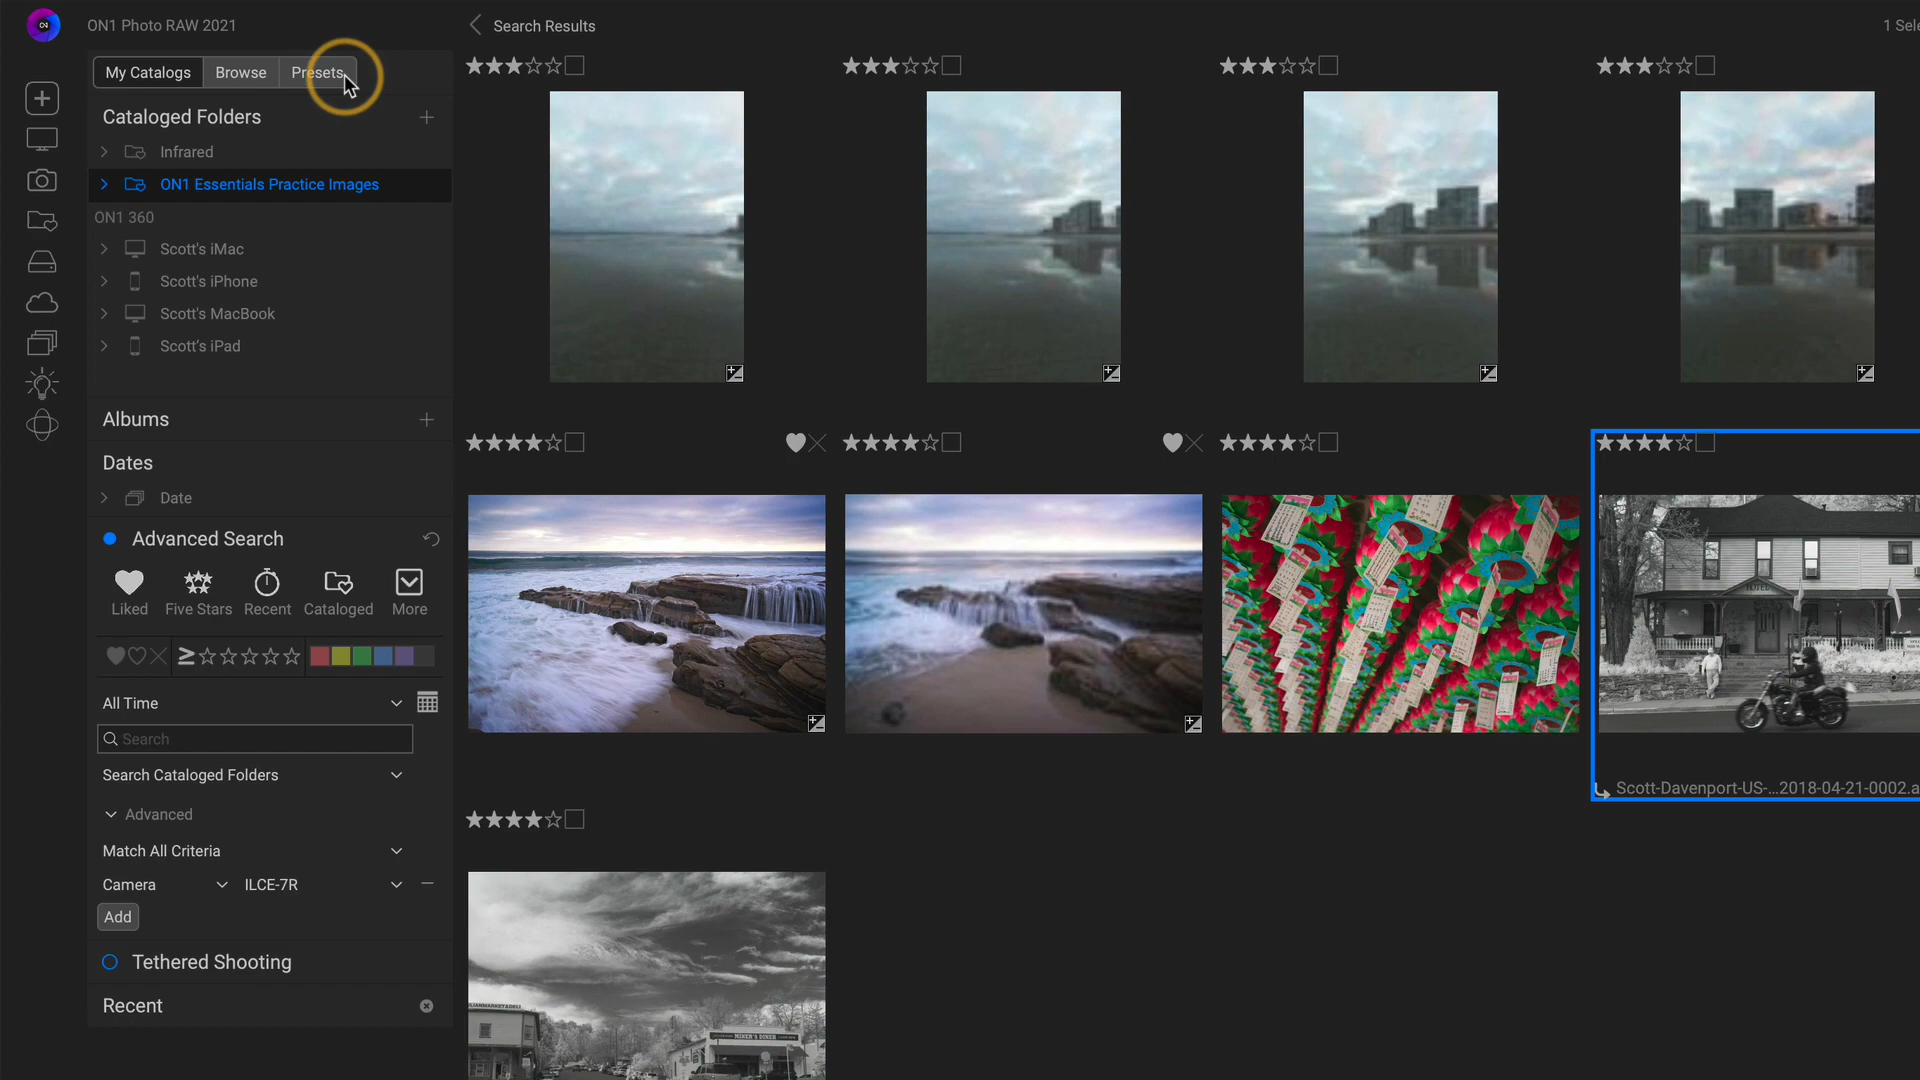 ON1 Photo RAW 2021
Search Results
My Catalogs Browse Presets
Cataloged Folders
Infrared
ON1 Essentials Practice Images
ON1 360
Scott's iMac
Scott's iPhone
Scott's MacBook
Scott's iPad
Albums
Dates
Date
Advanced Search
Liked Five Stars Recent Cataloged More
All Time
Search
Search Cataloged Folders
Advanced
Match All Criteria
Camera ILCE-7R
Add
Tethered Shooting
Recent
Scott-Davenport-US-...2018-04-21-0002.a
HOTEL
MINER'S DINER